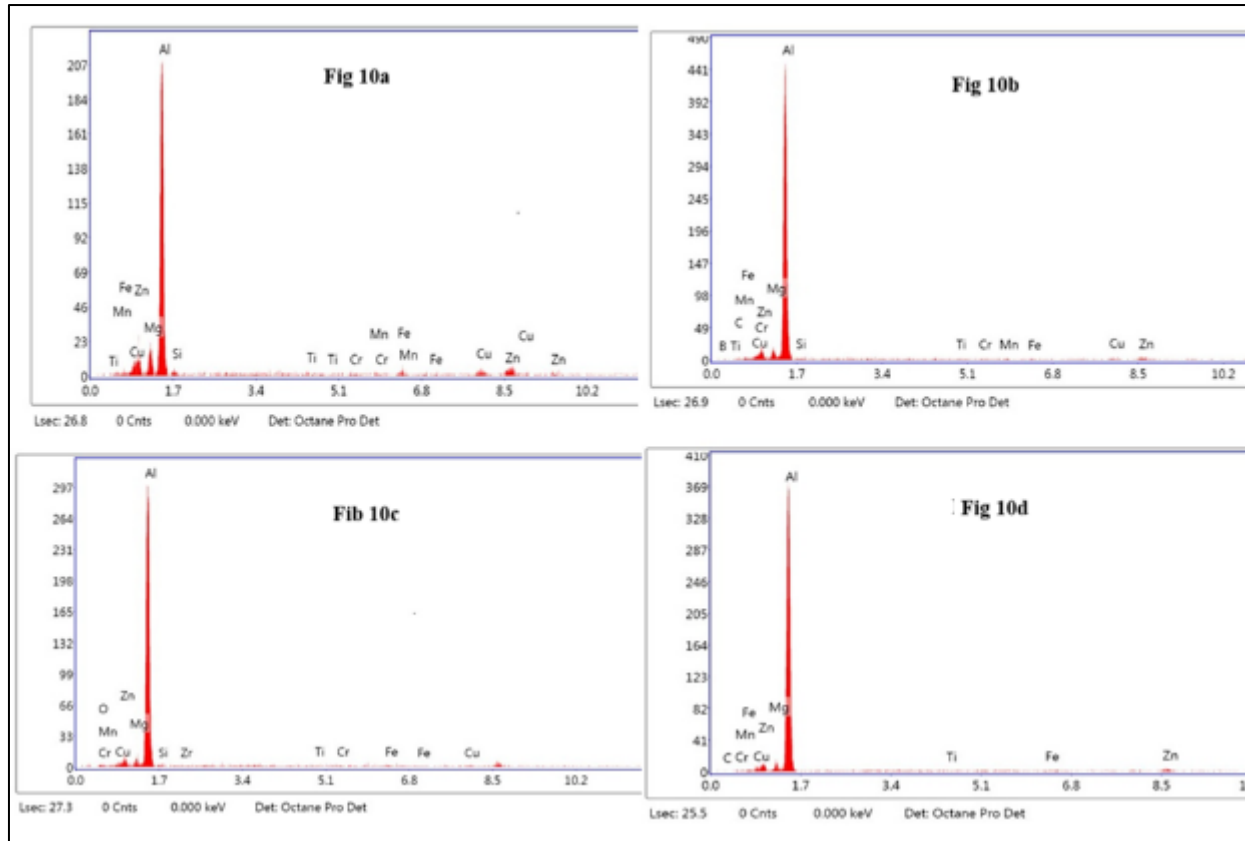 Al
207
Fig 10a
184
161
138
115
92
69
Fe Zn
46
Mn
Mn Fe
Cu
23
Mg
Ti Cu Si
Ti Ti Cr Cr Mn Fe Cu Zn Zn
0
0.0 1.7 3.4 5.1 6.8 8.5 10.2
Lsec: 26.8 0 Cnts 0.000 keV Det: Octane Pro Det
490
Al
441
Fig 10b
392
343
294
245
196
147
Fe
Mg
98
Mn
Zn
C
Cr
49
B Ti Cu Si
Ti Cr Mn Fe Cu Zn
0
0.0 1.7 3.4 5.1 6.8 8.5 10.2
Lsec: 26.9 0 Cnts 0.000 keV Det: Octane Pro Det
Al
297
Fib 10c
264
231
198
165
132
99
Zn
66
O
Mg
33
Mn
Cr Cu Si Zr Ti Cr Fe Fe Cu
0
0.0 1.7 3.4 5.1 6.8 8.5 10.2
Lsec: 27.3 0 Cnts 0.000 keV Det: Octane Pro Det
410
Al
369
Fig 10d
328
287
246
205
164
123
82
Fe Mg
Zn
41
Mn
C Cr Cu Ti Fe Zn
0
0.0 1.7 3.4 5.1 6.8 8.5 1
Lsec: 25.5 0 Cnts 0.000 keV Det: Octane Pro Det